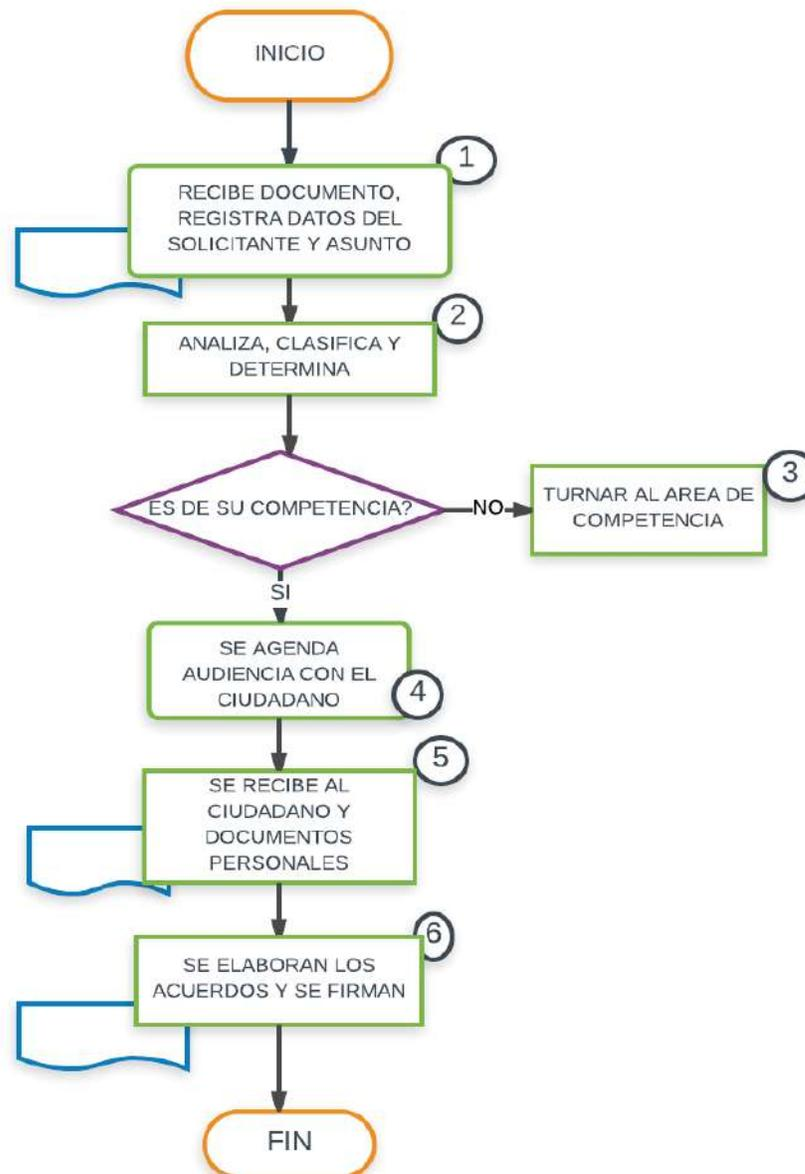 INICIO
1
RECIBE DOCUMENTO,
REGISTRA DATOS DEL
SOLICITANTE Y ASUNTO
2
ANALIZA, CLASIFICA Y
DETERMINA
ES DE SU COMPETENCIA?
NO
3
TURNAR AL AREA DE
COMPETENCIA
SI
SE AGENDA
AUDIENCIA CON EL
CIUDADANO
4
5
SE RECIBE AL
CIUDADANO Y
DOCUMENTOS
PERSONALES
6
SE ELABORAN LOS
ACUERDOS Y SE FIRMAN
FIN